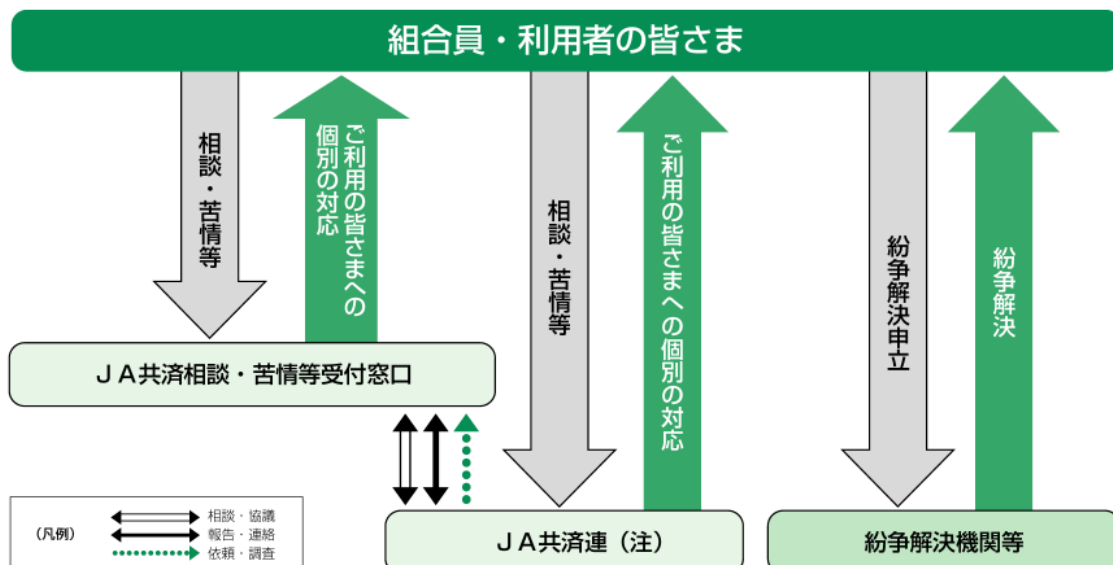 組合員・利用者の皆さま
相談・苦情等
ご利用の皆さまへの
個別の対応
相談・苦情等
ご利用の皆さまへの個別の対応
紛争解決申立
紛争解決
ＪＡ共済相談・苦情等受付窓口
（凡例）
相談・協議
報告・連絡
依頼・調査
ＪＡ共済連（注）
紛争解決機関等